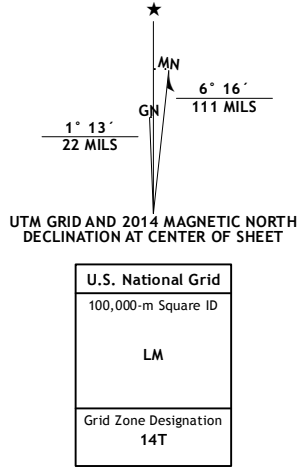 MN
6° 16´
111 MILS
GN
1° 13´
22 MILS
UTM GRID AND 2014 MAGNETIC NORTH
DECLINATION AT CENTER OF SHEET
U.S. National Grid
100,000-m Square ID
LM
Grid Zone Designation
14T